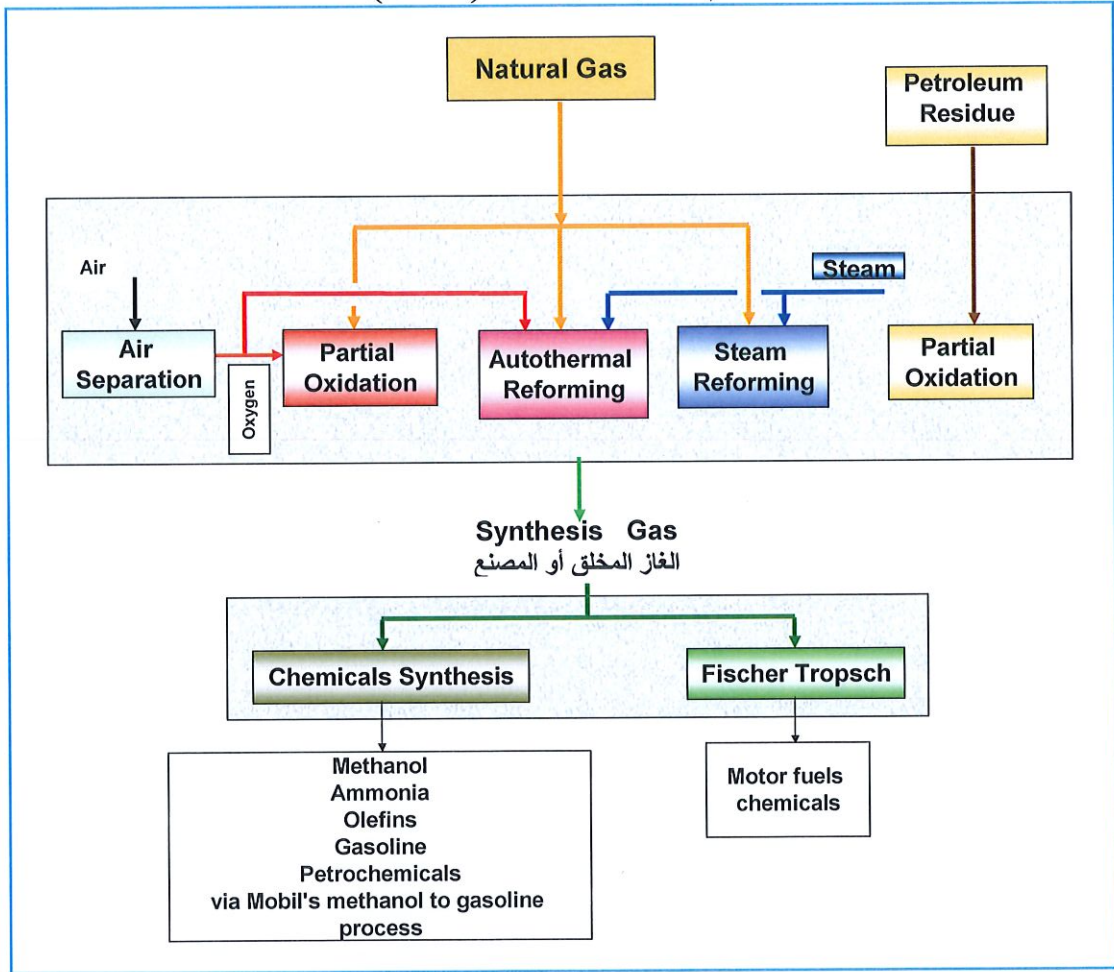 Natural Gas
Petroleum
Residue
Air
Steam
Air
Separation
Oxygen
Partial
Oxidation
Autothermal
Reforming
Steam
Reforming
Partial
Oxidation
Synthesis Gas
الغاز المخلق أو المصنع
Chemicals Synthesis
Fischer Tropsch
Methanol
Ammonia
Olefins
Gasoline
Petrochemicals
via Mobil's methanol to gasoline
process
Motor fuels
chemicals